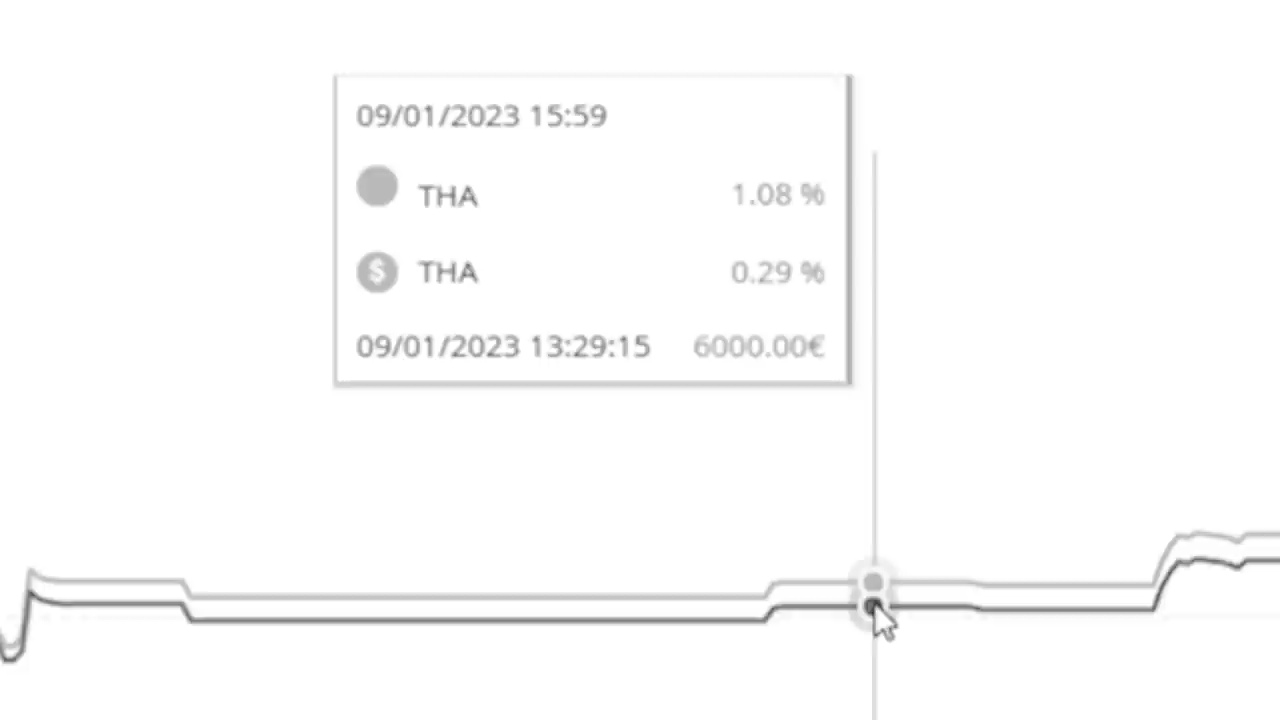 09/01/2023 15:59
THA 1.08 %
$ THA 0.29 %
09/01/2023 13:29:15 6000.00€